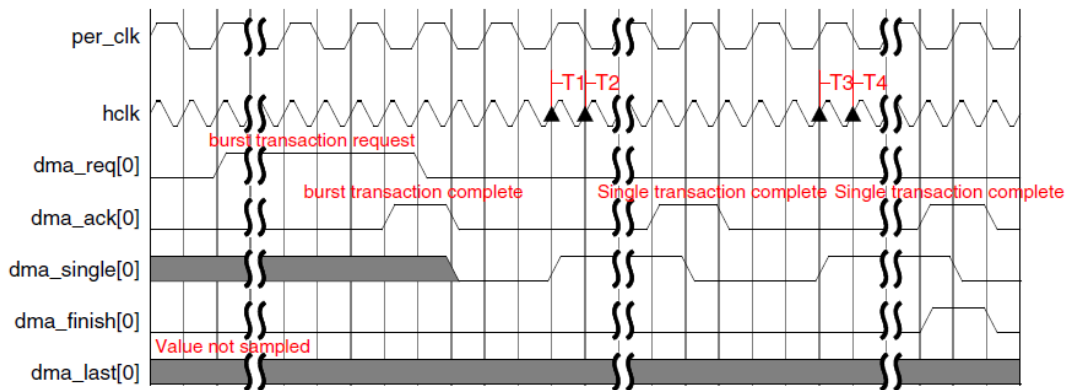 per_clk
T1 T2 T3 T4
hclk
burst transaction request
dma_req[0]
burst transaction complete Single transaction complete Single transaction complete
dma_ack[0]
dma_single[0]
dma_finish[0]
Value not sampled
dma_last[0]